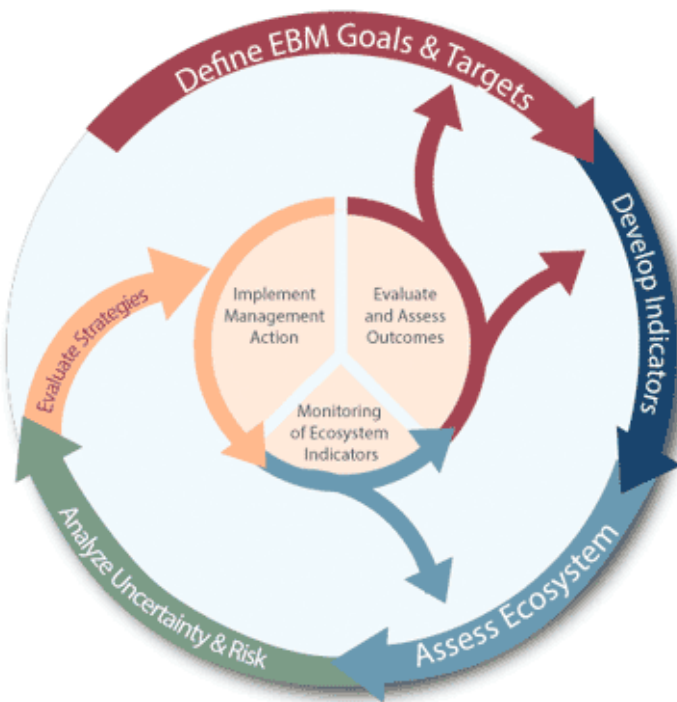 Define EBM Goals & Targets
Develop Indicators
Assess Ecosystem
Analyze Uncertainty & Risk
Evaluate Strategies
Implement
Management
Action
Evaluate
and Assess
Outcomes
Monitoring
of Ecosystem
Indicators